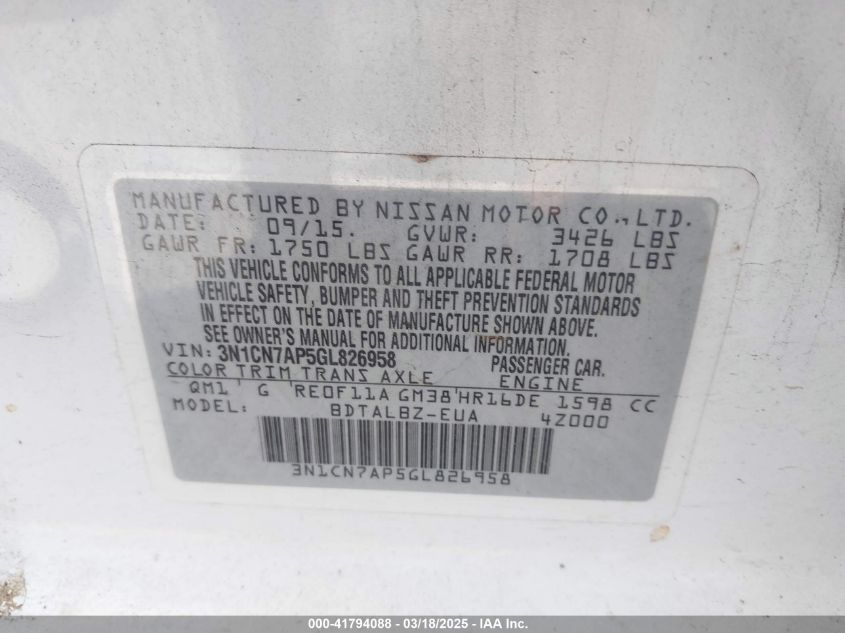 MANUFACTURED BY NISSAN MOTOR CO., LTD.
DATE: 09/15. GVWR: 3426 LBS
GAWR FR: 1750 LBS GAWR RR: 1708 LBS
THIS VEHICLE CONFORMS TO ALL APPLICABLE FEDERAL MOTOR
VEHICLE SAFETY, BUMPER AND THEFT PREVENTION STANDARDS
IN EFFECT ON THE DATE OF MANUFACTURE SHOWN ABOVE.
SEE OWNER'S MANUAL FOR ADDITIONAL INFORMATION.
VIN: 3N1CN7AP5GL826958 PASSENGER CAR.
COLOR TRIM TRANS AXLE ENGINE
QM1 G RE0F11A GM38 HR16DE 1598 CC
MODEL: BDTALBZ-EUA 4Z000
3N1CN7AP5GL826958
000-41794088 - 03/18/2025 - IAA Inc.